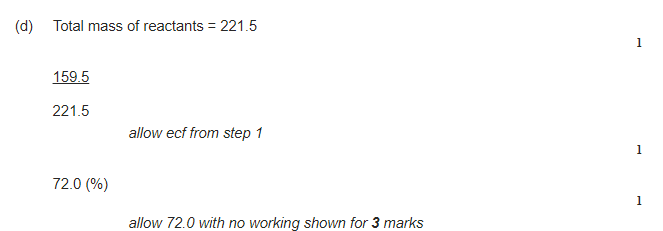 (d) Total mass of reactants = 221.5
1
159.5
221.5
allow ecf from step 1
1
72.0 (%)
1
allow 72.0 with no working shown for 3 marks